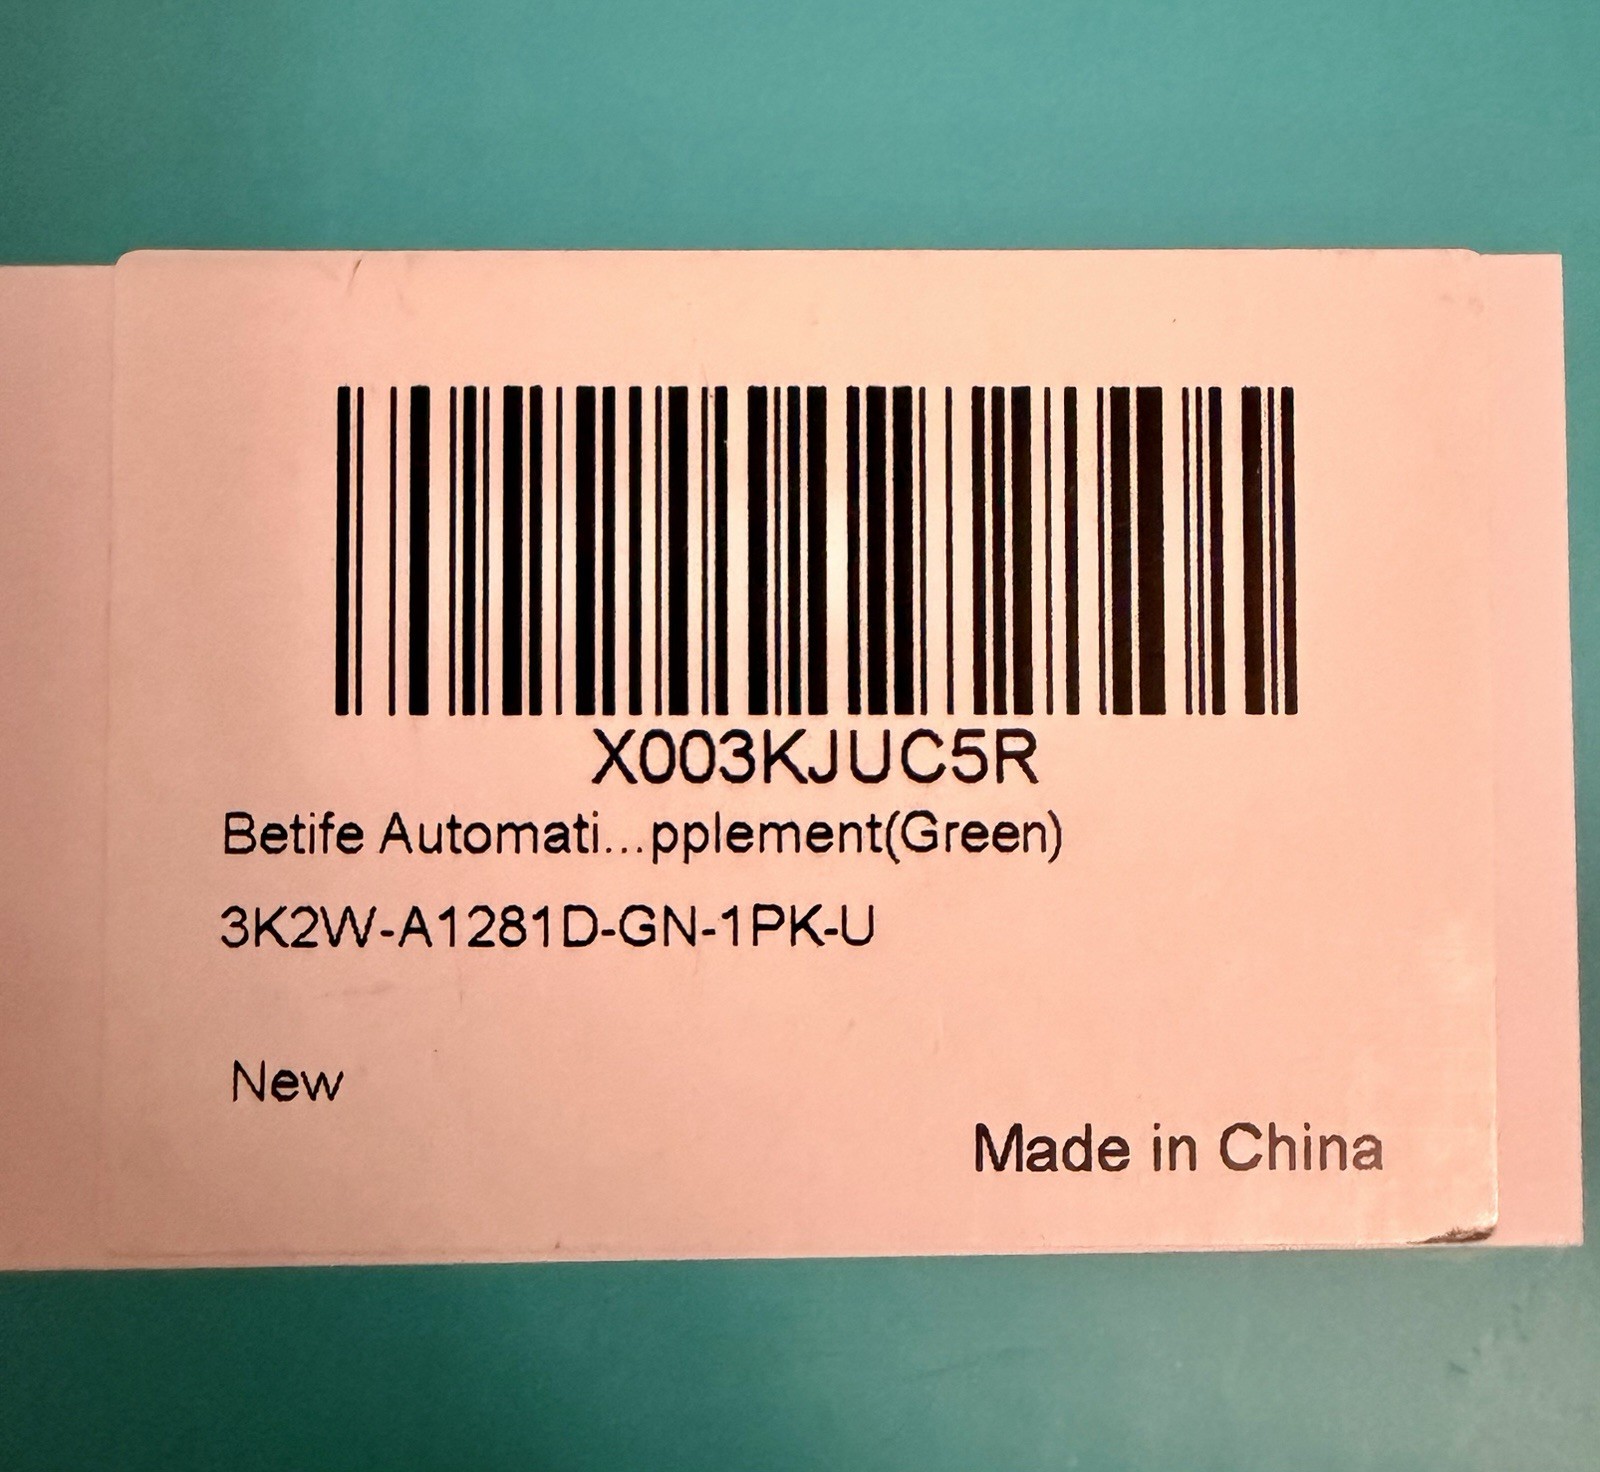 X003KJUC5R
Betife Automati...pplement(Green)
3K2W-A1281D-GN-1PK-U
New
Made in China